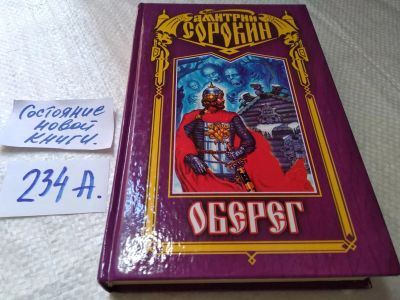 Состояние
новой
книги.
234 А.
ДМИТРИЙ
СОРОКИН
ОБЕРЕГ